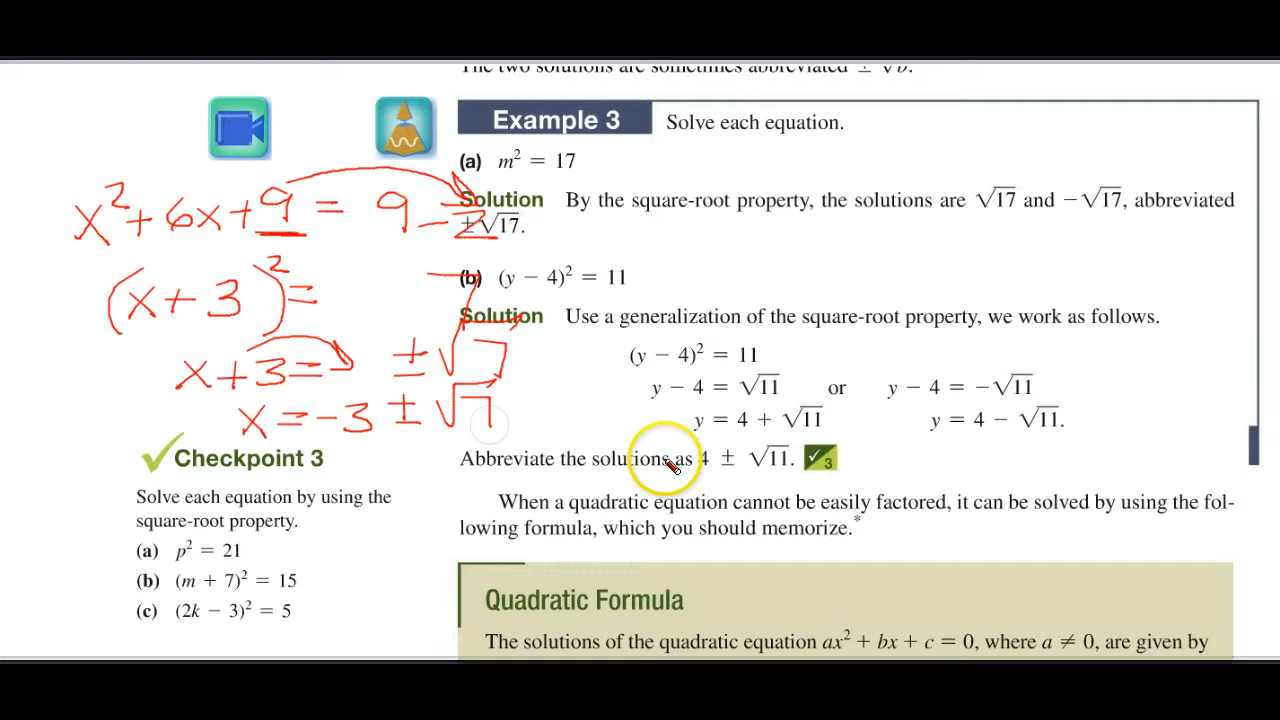 The two solutions are sometimes abbreviated ± √b.
Example 3 Solve each equation.
(a) m² = 17
Solution By the square-root property, the solutions are √17 and −√17, abbreviated
±√17.
(b) (y − 4)² = 11
Solution Use a generalization of the square-root property, we work as follows.
(y − 4)² = 11
y − 4 = √11 or y − 4 = −√11
y = 4 + √11 y = 4 − √11.
Abbreviate the solutions as 4 ± √11. ✓3
When a quadratic equation cannot be easily factored, it can be solved by using the fol-
lowing formula, which you should memorize.*
Quadratic Formula
The solutions of the quadratic equation ax² + bx + c = 0, where a ≠ 0, are given by
x² + 6x + 9 = 9 − 2
(x + 3)² = 7
x + 3 = ± √7
x = −3 ± √7
Checkpoint 3
Solve each equation by using the
square-root property.
(a) p² = 21
(b) (m + 7)² = 15
(c) (2k − 3)² = 5